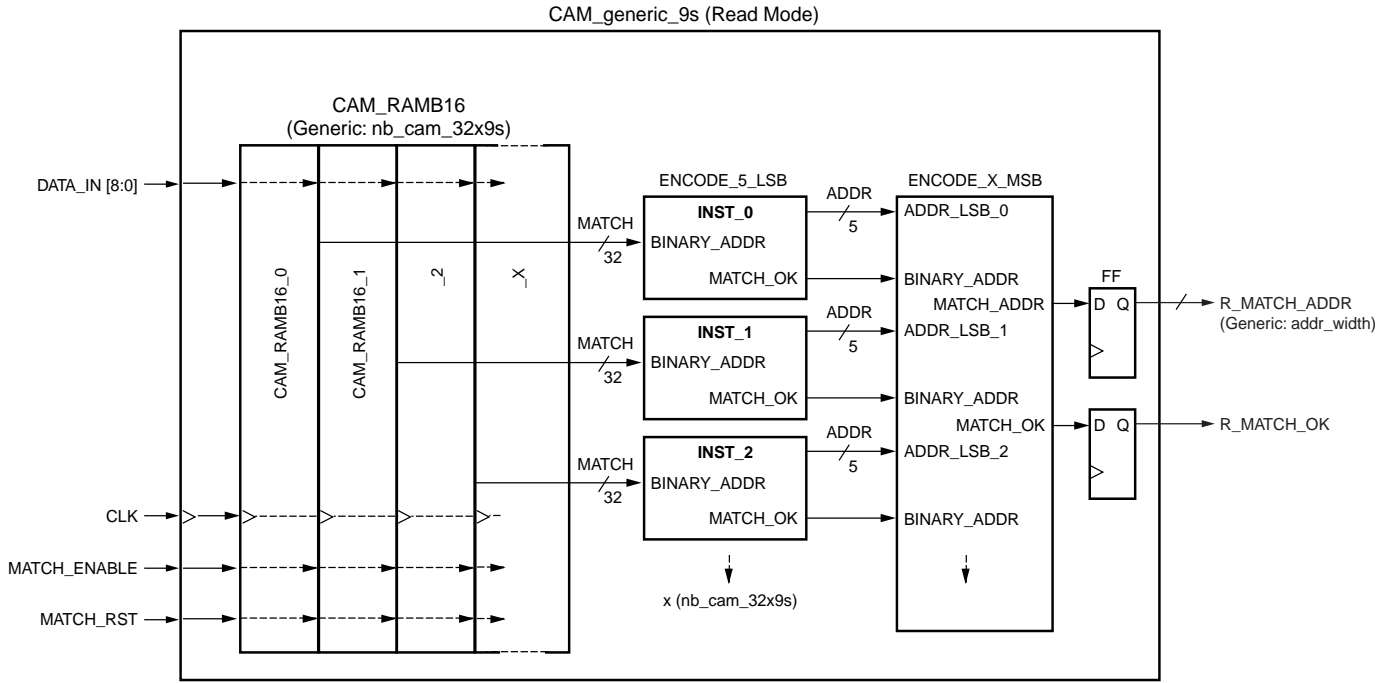 CAM_generic_9s (Read Mode)
CAM_RAMB16
(Generic: nb_cam_32x9s)
DATA_IN [8:0]
CLK
MATCH_ENABLE
MATCH_RST
CAM_RAMB16_0
CAM_RAMB16_1
_2
_X
MATCH
32
MATCH
32
MATCH
32
ENCODE_5_LSB
INST_0
BINARY_ADDR
MATCH_OK
INST_1
BINARY_ADDR
MATCH_OK
INST_2
BINARY_ADDR
MATCH_OK
x (nb_cam_32x9s)
ADDR
5
ADDR
5
ADDR
5
ENCODE_X_MSB
ADDR_LSB_0
BINARY_ADDR
MATCH_ADDR
ADDR_LSB_1
BINARY_ADDR
MATCH_OK
ADDR_LSB_2
BINARY_ADDR
FF
D Q
D Q
R_MATCH_ADDR
(Generic: addr_width)
R_MATCH_OK